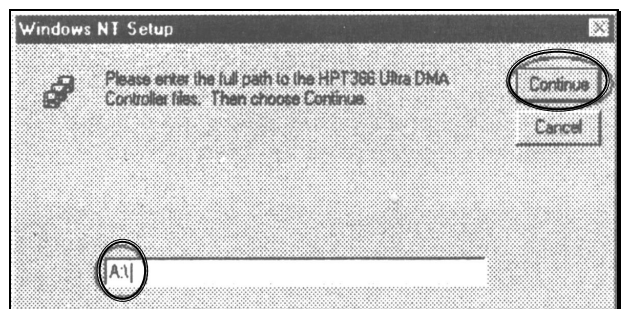 Windows NT Setup
Please enter the full path to the HPT366 Ultra DMA
Controller files. Then choose Continue.
Continue
Cancel
A:\